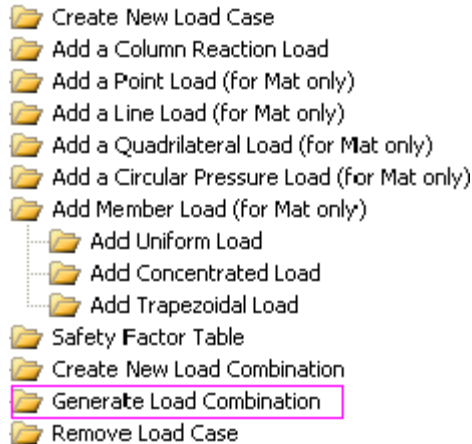 Create New Load Case
Add a Column Reaction Load
Add a Point Load (for Mat only)
Add a Line Load (for Mat only)
Add a Quadrilateral Load (for Mat only)
Add a Circular Pressure Load (for Mat only)
Add Member Load (for Mat only)
Add Uniform Load
Add Concentrated Load
Add Trapezoidal Load
Safety Factor Table
Create New Load Combination
Generate Load Combination
Remove Load Case